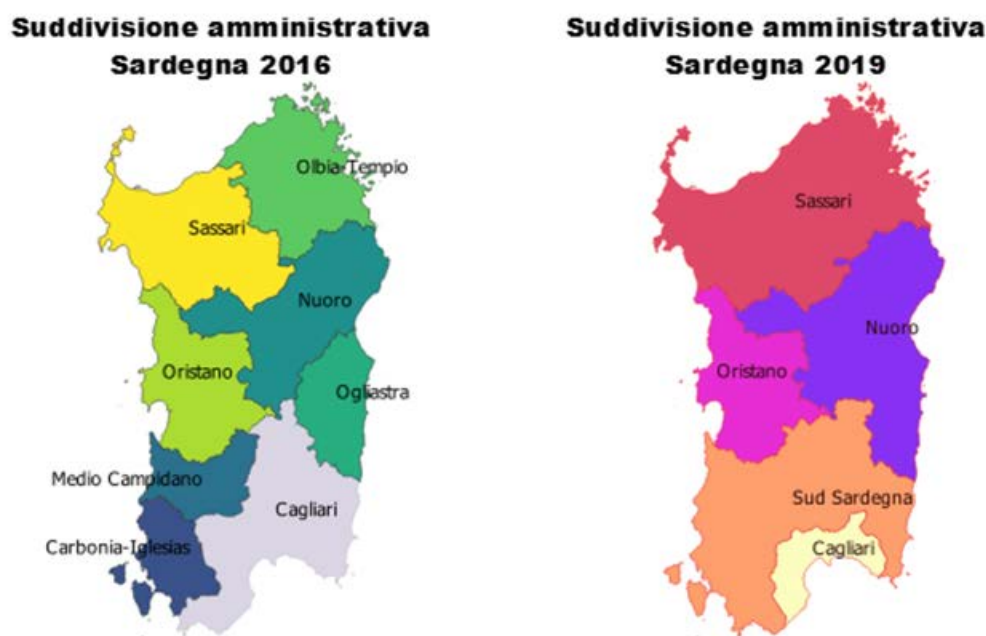 Suddivisione amministrativa
Sardegna 2016
Olbia-Tempio
Sassari
Nuoro
Oristano
Ogliastra
Medio Campidano
Cagliari
Carbonia-Iglesias
Suddivisione amministrativa
Sardegna 2019
Sassari
Nuoro
Oristano
Sud Sardegna
Cagliari